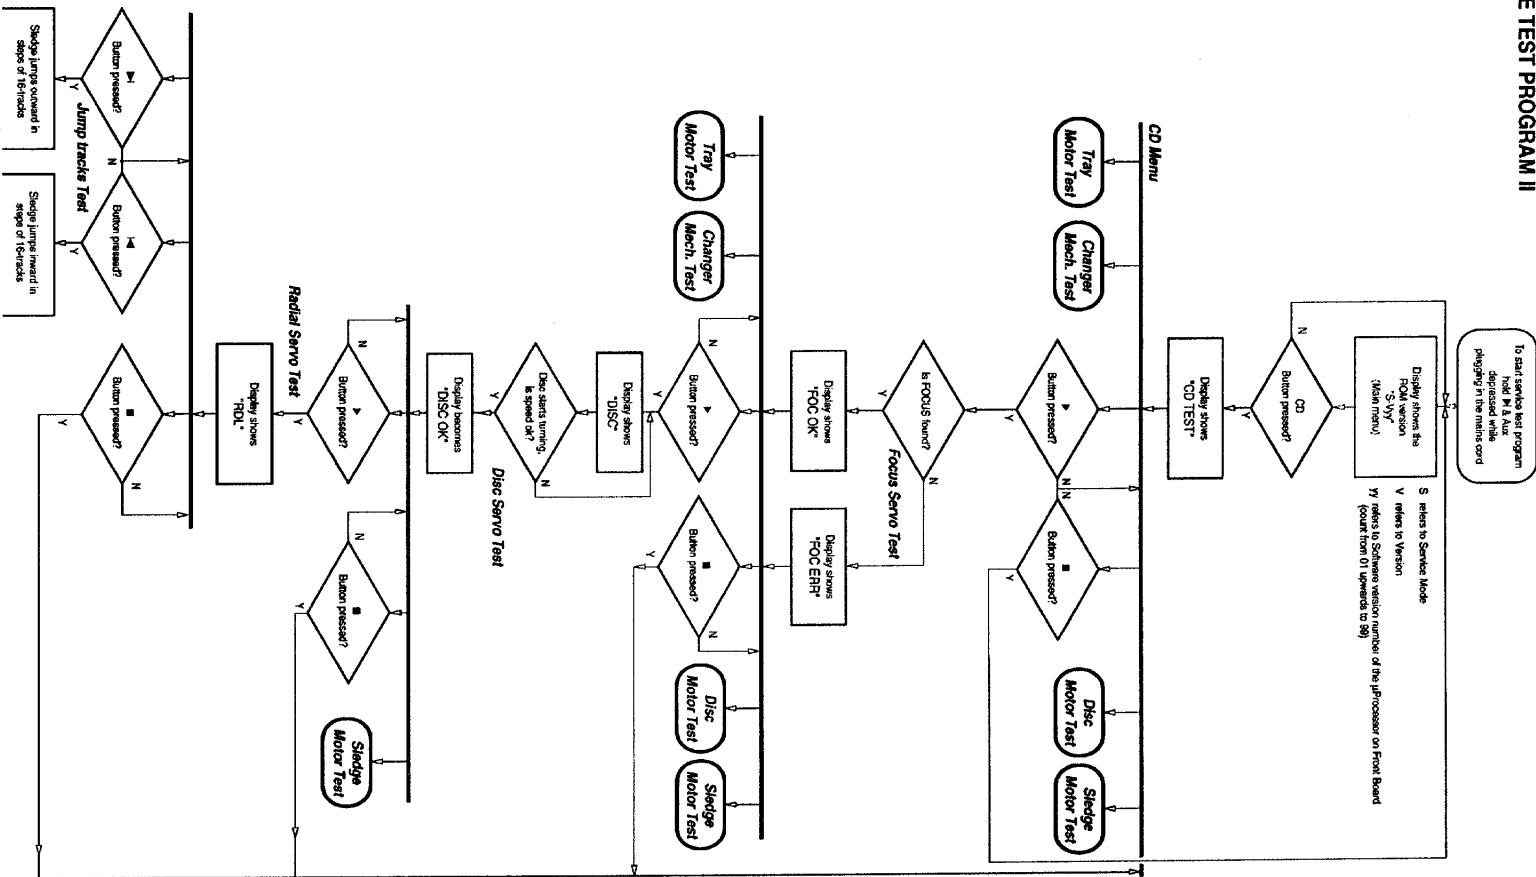 E TEST PROGRAM II
To start service test program
hold ▶| & Aux
depressed while
plugging in the mains cord
Display shows the
ROM version
"S-Vyy"
(Main menu)
S refers to Service Mode
V refers to Version
yy refers to Software version number of the µProcessor on Front Board
(count from 01 upwards to 99)
CD
Button pressed?
N
Y
Display shows
"CD TEST"
CD Menu
Tray
Motor Test
Changer
Mech. Test
▶
Button pressed?
N
Y
■
Button pressed?
N
Y
Disc
Motor Test
Sledge
Motor Test
Is FOCUS found?
N
Y
Focus Servo Test
Display shows
"FOC OK"
Display shows
"FOC ERR"
Tray
Motor Test
Changer
Mech. Test
▶
Button pressed?
N
Y
■
Button pressed?
N
Y
Disc
Motor Test
Sledge
Motor Test
Display shows
"DISC"
Disc starts turning,
is speed ok?
N
Y
Disc Servo Test
Display becomes
"DISC OK"
▶
Button pressed?
N
Y
■
Button pressed?
N
Y
Sledge
Motor Test
Radial Servo Test
Display shows
"RDL"
▶|
Button pressed?
N
Y
|◀
Button pressed?
Y
■
Button pressed?
N
Y
Jump tracks Test
Sledge jumps outward in
steps of 16-tracks
Sledge jumps inward in
steps of 16-tracks